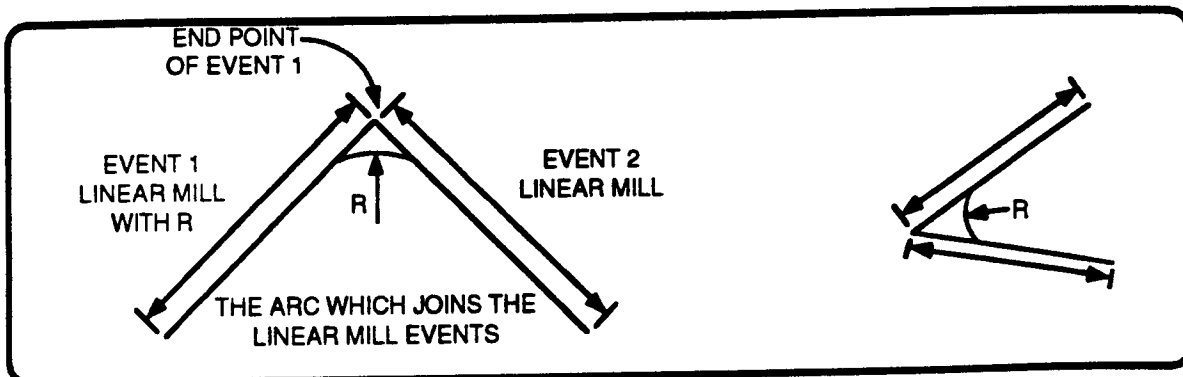 END POINT
OF EVENT 1
EVENT 1
LINEAR MILL
WITH R
R
EVENT 2
LINEAR MILL
THE ARC WHICH JOINS THE
LINEAR MILL EVENTS
R